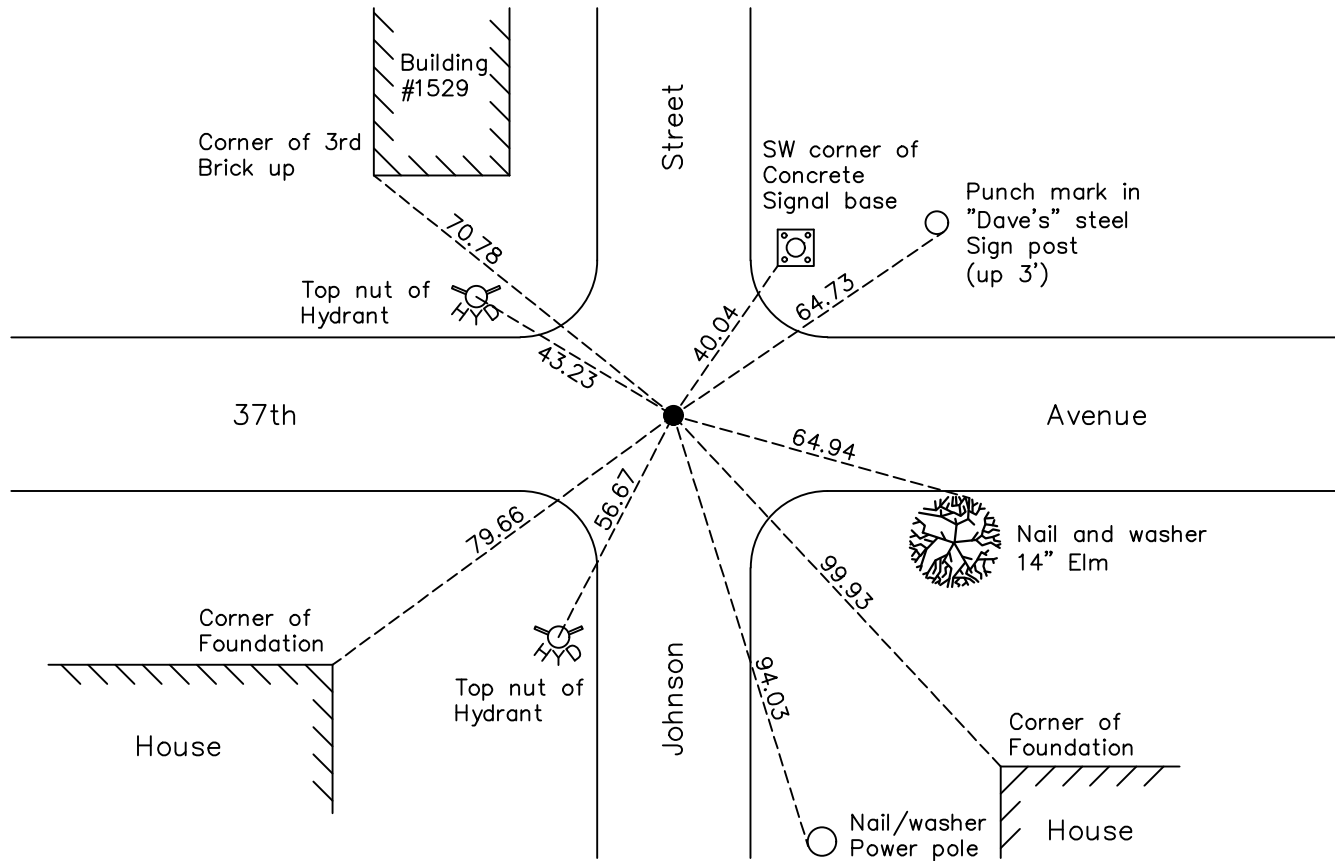 Building
#1529
Street
Corner of 3rd
Brick up
SW corner of
Concrete
Signal base
Punch mark in
"Dave's" steel
Sign post
(up 3')
70.78
Top nut of
Hydrant
HYD
43.23
40.04
64.73
37th
Avenue
64.94
79.66
56.67
Nail and washer
14" Elm
99.93
Corner of
Foundation
HYD
Top nut of
Hydrant
House
Johnson
94.03
Corner of
Foundation
House
Nail/washer
Power pole